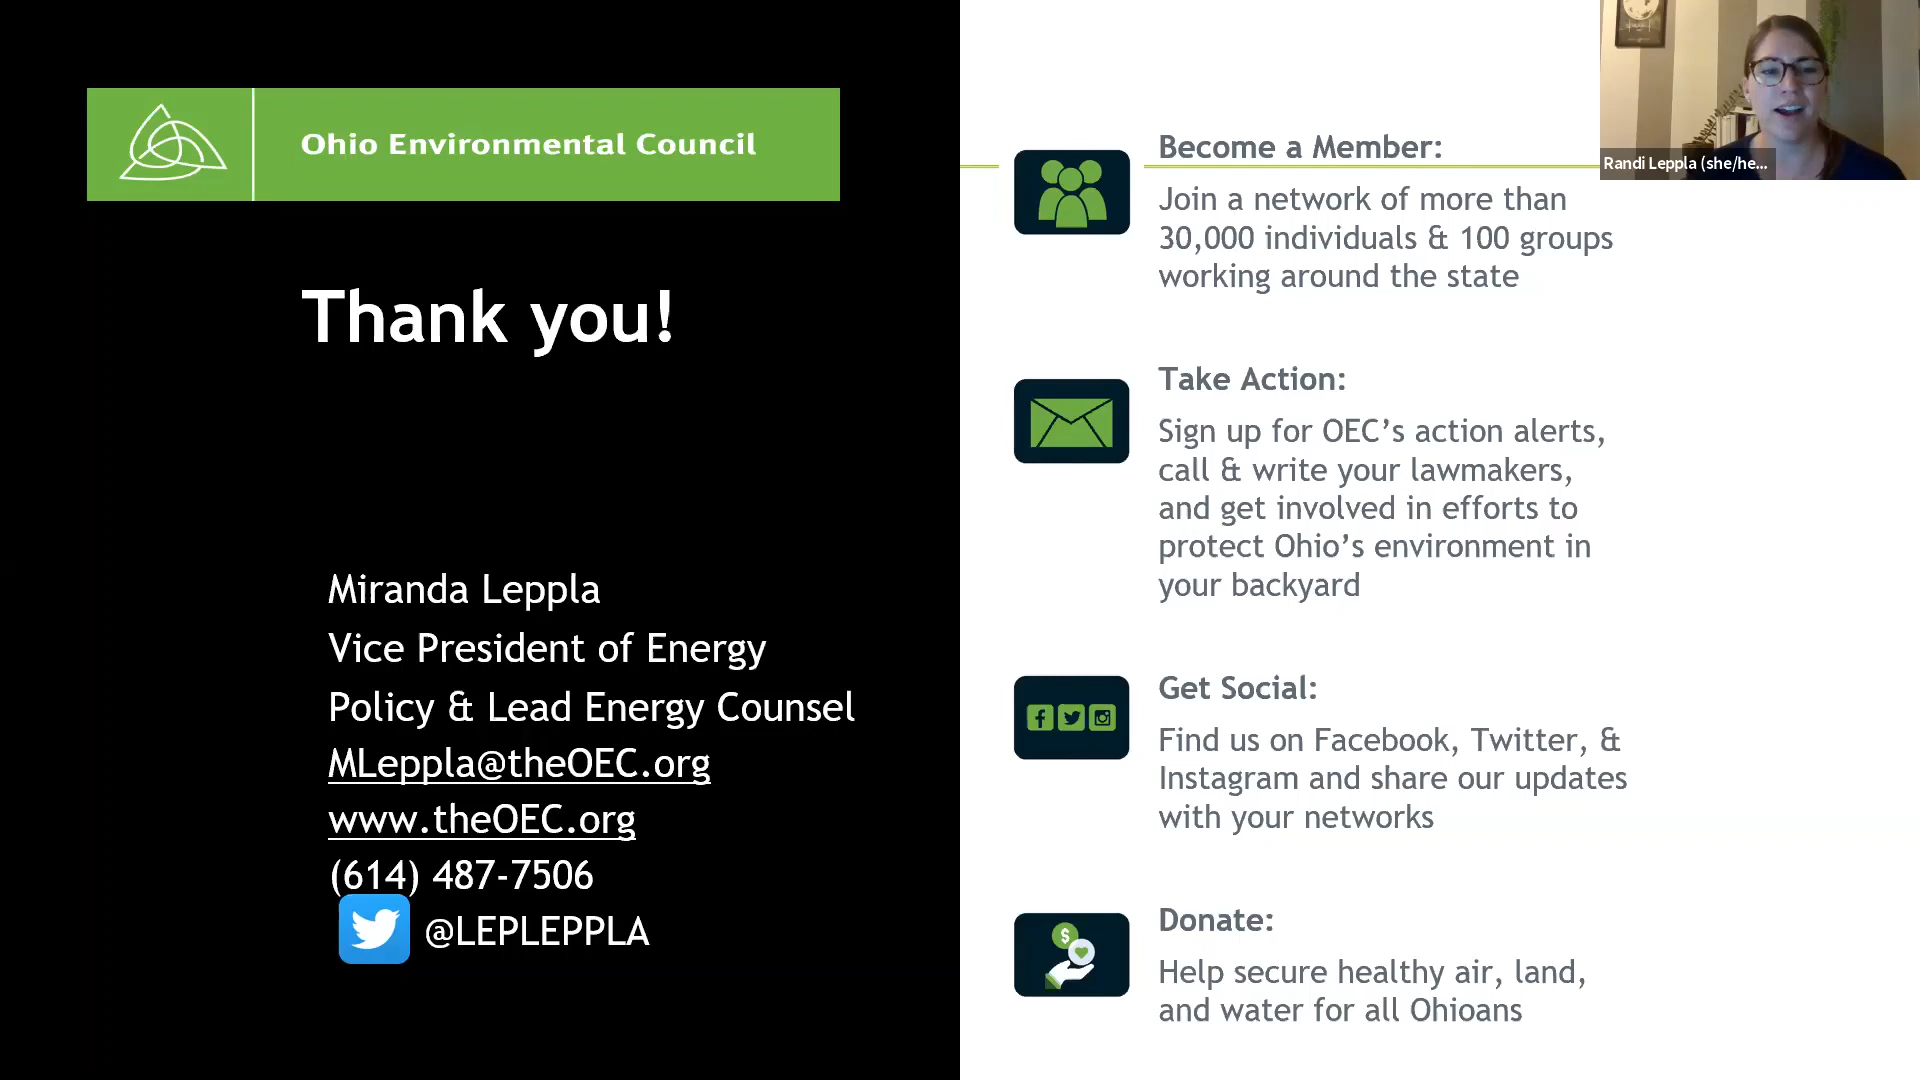 Ohio Environmental Council
Thank you!
Miranda Leppla
Vice President of Energy
Policy & Lead Energy Counsel
MLeppla@theOEC.org
www.theOEC.org
(614) 487-7506
@LEPLEPPLA
Become a Member:
Join a network of more than
30,000 individuals & 100 groups
working around the state
Take Action:
Sign up for OEC’s action alerts,
call & write your lawmakers,
and get involved in efforts to
protect Ohio’s environment in
your backyard
Get Social:
Find us on Facebook, Twitter, &
Instagram and share our updates
with your networks
Donate:
Help secure healthy air, land,
and water for all Ohioans
Randi Leppla (she/he...